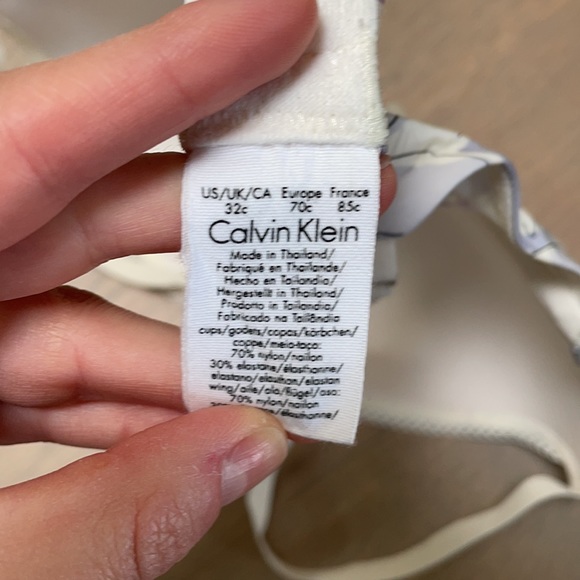 US/UK/CA Europe France
32c 70c 85c
Calvin Klein
Made in Thailand/
Fabriqué en Thaïlande/
Hecho en Tailandia/
Hergestellt in Thailand/
Prodotto in Tailandia/
Fabricado na Tailândia
cups/godets/copas/körbchen/
coppe/meio-taça:
70% nylon/nailon
30% elastane/élasthanne/
elastano/elasthan/elastan
wing/aile/ala/flügel/asa:
70% nylon/nailon
/élasthanne/